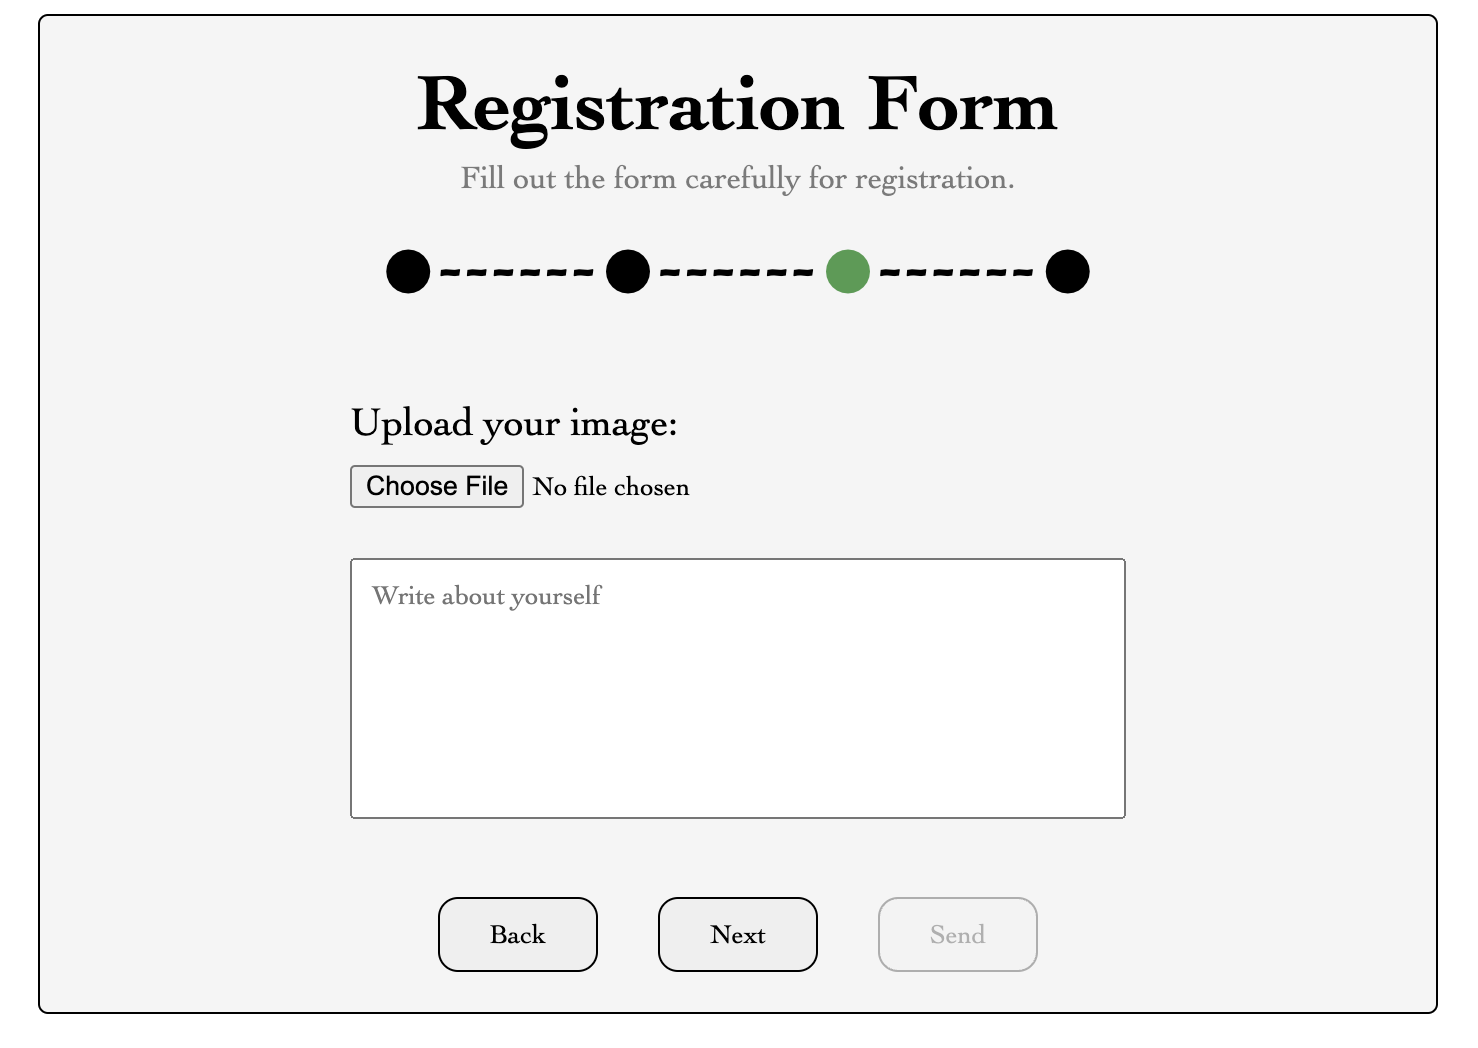 Registration Form
Fill out the form carefully for registration.
~~~~~~ ~~~~~~ ~~~~~~
Upload your image:
Choose File No file chosen
Write about yourself
Back Next Send